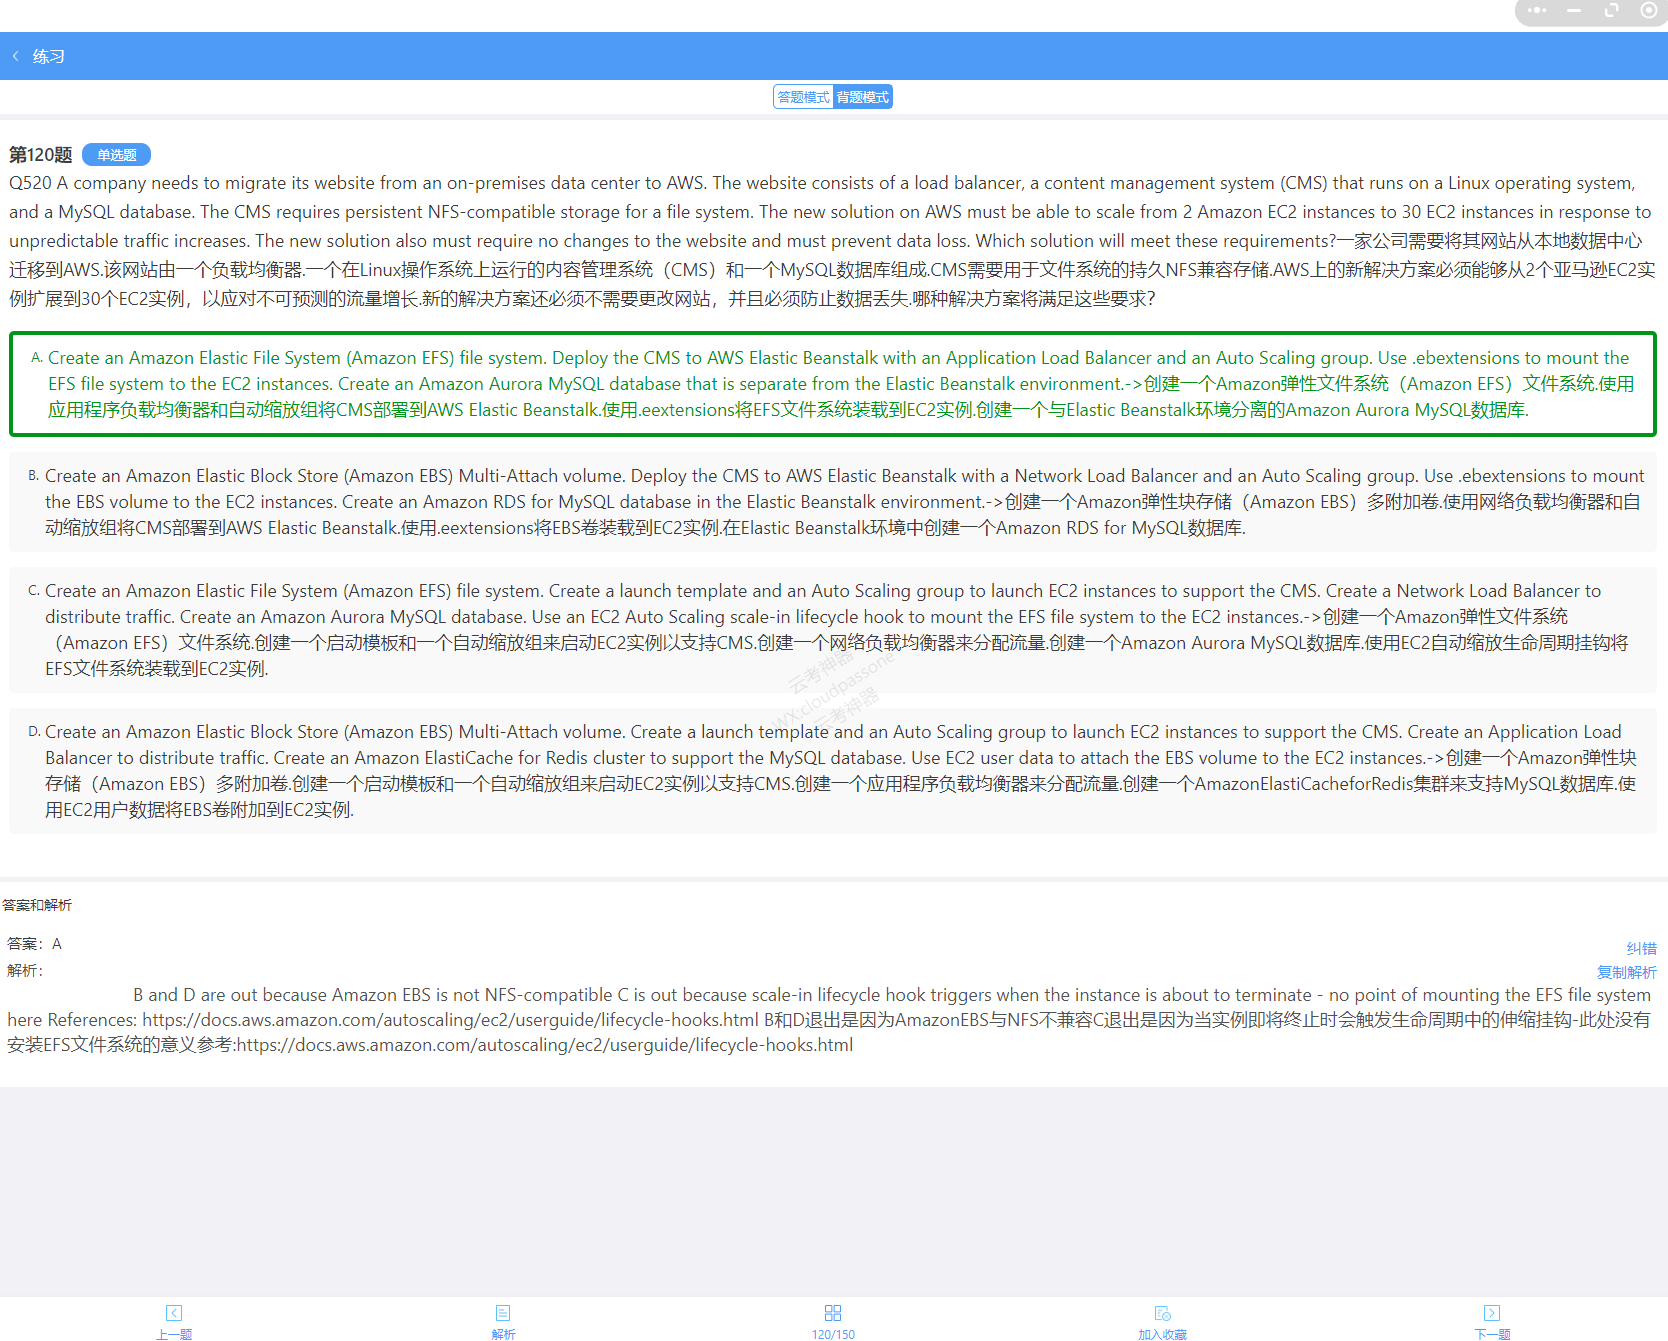 练习
答题模式 背题模式
第120题 单选题
Q520 A company needs to migrate its website from an on-premises data center to AWS. The website consists of a load balancer, a content management system (CMS) that runs on a Linux operating system,
and a MySQL database. The CMS requires persistent NFS-compatible storage for a file system. The new solution on AWS must be able to scale from 2 Amazon EC2 instances to 30 EC2 instances in response to
unpredictable traffic increases. The new solution also must require no changes to the website and must prevent data loss. Which solution will meet these requirements?一家公司需要将其网站从本地数据中心
迁移到AWS.该网站由一个负载均衡器.一个在Linux操作系统上运行的内容管理系统（CMS）和一个MySQL数据库组成.CMS需要用于文件系统的持久NFS兼容存储.AWS上的新解决方案必须能够从2个亚马逊EC2实
例扩展到30个EC2实例，以应对不可预测的流量增长.新的解决方案还必须不需要更改网站，并且必须防止数据丢失.哪种解决方案将满足这些要求?
A. Create an Amazon Elastic File System (Amazon EFS) file system. Deploy the CMS to AWS Elastic Beanstalk with an Application Load Balancer and an Auto Scaling group. Use .ebextensions to mount the
EFS file system to the EC2 instances. Create an Amazon Aurora MySQL database that is separate from the Elastic Beanstalk environment.->创建一个Amazon弹性文件系统（Amazon EFS）文件系统.使用
应用程序负载均衡器和自动缩放组将CMS部署到AWS Elastic Beanstalk.使用.eextensions将EFS文件系统装载到EC2实例.创建一个与Elastic Beanstalk环境分离的Amazon Aurora MySQL数据库.
B. Create an Amazon Elastic Block Store (Amazon EBS) Multi-Attach volume. Deploy the CMS to AWS Elastic Beanstalk with a Network Load Balancer and an Auto Scaling group. Use .ebextensions to mount
the EBS volume to the EC2 instances. Create an Amazon RDS for MySQL database in the Elastic Beanstalk environment.->创建一个Amazon弹性块存储（Amazon EBS）多附加卷.使用网络负载均衡器和自
动缩放组将CMS部署到AWS Elastic Beanstalk.使用.eextensions将EBS卷装载到EC2实例.在Elastic Beanstalk环境中创建一个Amazon RDS for MySQL数据库.
C. Create an Amazon Elastic File System (Amazon EFS) file system. Create a launch template and an Auto Scaling group to launch EC2 instances to support the CMS. Create a Network Load Balancer to
distribute traffic. Create an Amazon Aurora MySQL database. Use an EC2 Auto Scaling scale-in lifecycle hook to mount the EFS file system to the EC2 instances.->创建一个Amazon弹性文件系统
（Amazon EFS）文件系统.创建一个启动模板和一个自动缩放组来启动EC2实例以支持CMS.创建一个网络负载均衡器来分配流量.创建一个Amazon Aurora MySQL数据库.使用EC2自动缩放生命周期挂钩将
EFS文件系统装载到EC2实例.
云考神器
WX:cloudpassone
云考神器
D. Create an Amazon Elastic Block Store (Amazon EBS) Multi-Attach volume. Create a launch template and an Auto Scaling group to launch EC2 instances to support the CMS. Create an Application Load
Balancer to distribute traffic. Create an Amazon ElastiCache for Redis cluster to support the MySQL database. Use EC2 user data to attach the EBS volume to the EC2 instances.->创建一个Amazon弹性块
存储（Amazon EBS）多附加卷.创建一个启动模板和一个自动缩放组来启动EC2实例以支持CMS.创建一个应用程序负载均衡器来分配流量.创建一个AmazonElastiCacheforRedis集群来支持MySQL数据库.使
用EC2用户数据将EBS卷附加到EC2实例.
答案和解析
答案：A
纠错
解析：
复制解析
B and D are out because Amazon EBS is not NFS-compatible C is out because scale-in lifecycle hook triggers when the instance is about to terminate - no point of mounting the EFS file system
here References: https://docs.aws.amazon.com/autoscaling/ec2/userguide/lifecycle-hooks.html B和D退出是因为AmazonEBS与NFS不兼容C退出是因为当实例即将终止时会触发生命周期中的伸缩挂钩-此处没有
安装EFS文件系统的意义参考:https://docs.aws.amazon.com/autoscaling/ec2/userguide/lifecycle-hooks.html
上一题 解析 120/150 加入收藏 下一题